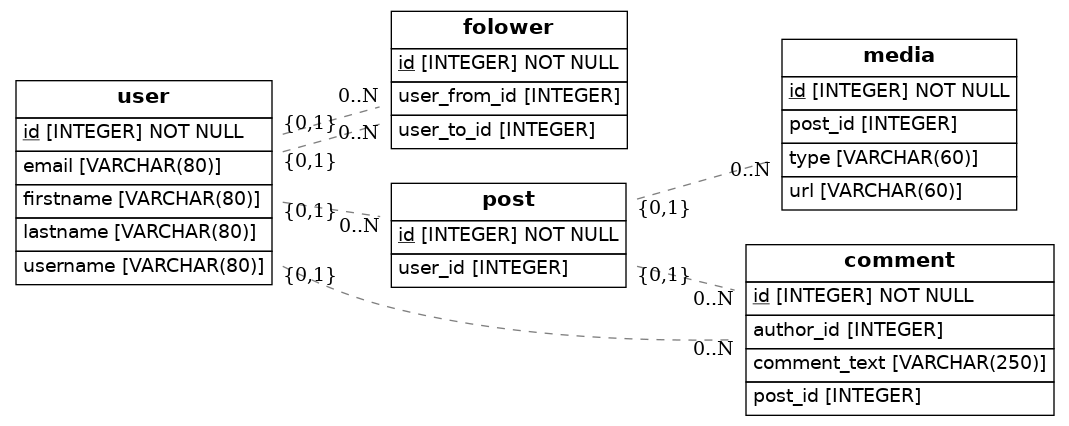 user
id [INTEGER] NOT NULL
email [VARCHAR(80)]
firstname [VARCHAR(80)]
lastname [VARCHAR(80)]
username [VARCHAR(80)]
folower
id [INTEGER] NOT NULL
user_from_id [INTEGER]
user_to_id [INTEGER]
0..N
{0,1}
0..N
{0,1}
post
id [INTEGER] NOT NULL
user_id [INTEGER]
{0,1}
0..N
media
id [INTEGER] NOT NULL
post_id [INTEGER]
type [VARCHAR(60)]
url [VARCHAR(60)]
0..N
{0,1}
comment
id [INTEGER] NOT NULL
author_id [INTEGER]
comment_text [VARCHAR(250)]
post_id [INTEGER]
{0,1}
0..N
{0,1}
0..N